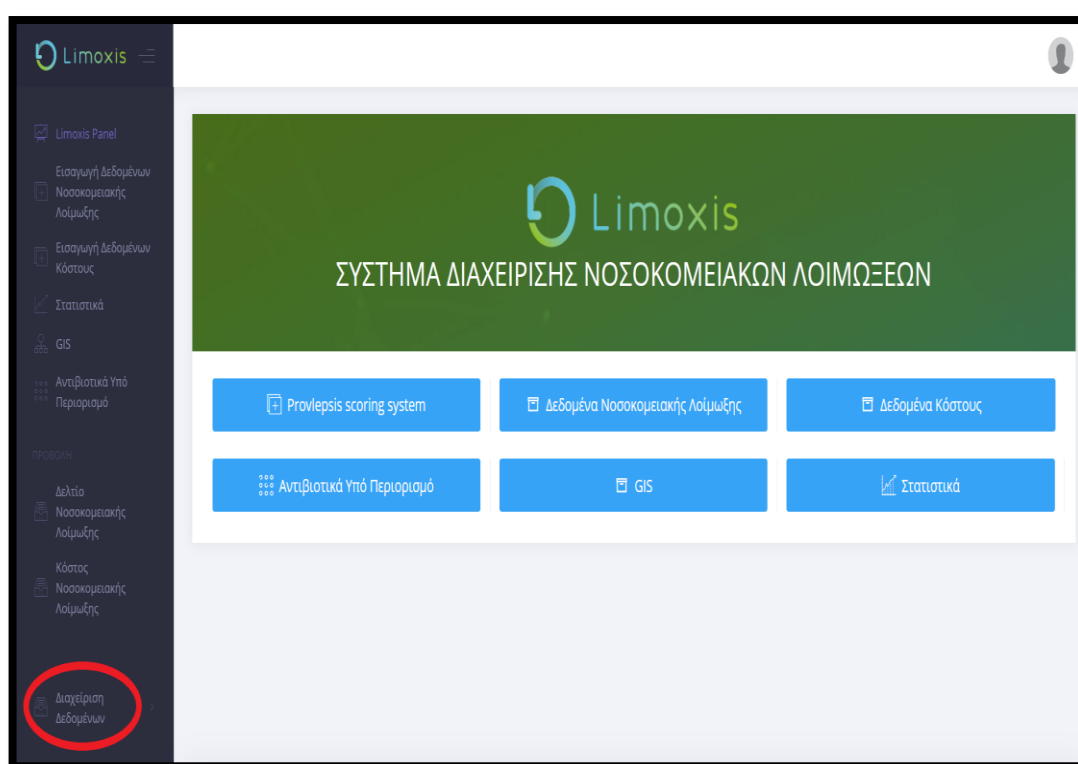 Limoxis
Limoxis Panel
Εισαγωγή Δεδομένων
Νοσοκομειακής
Λοίμωξης
Εισαγωγή Δεδομένων
Κόστους
Στατιστικά
GIS
Αντιβιοτικά Υπό
Περιορισμό
ΠΡΟΒΟΛΗ
Δελτίο
Νοσοκομειακής
Λοίμωξης
Κόστος
Νοσοκομειακής
Λοίμωξης
Διαχείριση
Δεδομένων
Limoxis
ΣΥΣΤΗΜΑ ΔΙΑΧΕΙΡΙΣΗΣ ΝΟΣΟΚΟΜΕΙΑΚΩΝ ΛΟΙΜΩΞΕΩΝ
Provlepsis scoring system
Δεδομένα Νοσοκομειακής Λοίμωξης
Δεδομένα Κόστους
Αντιβιοτικά Υπό Περιορισμό
GIS
Στατιστικά